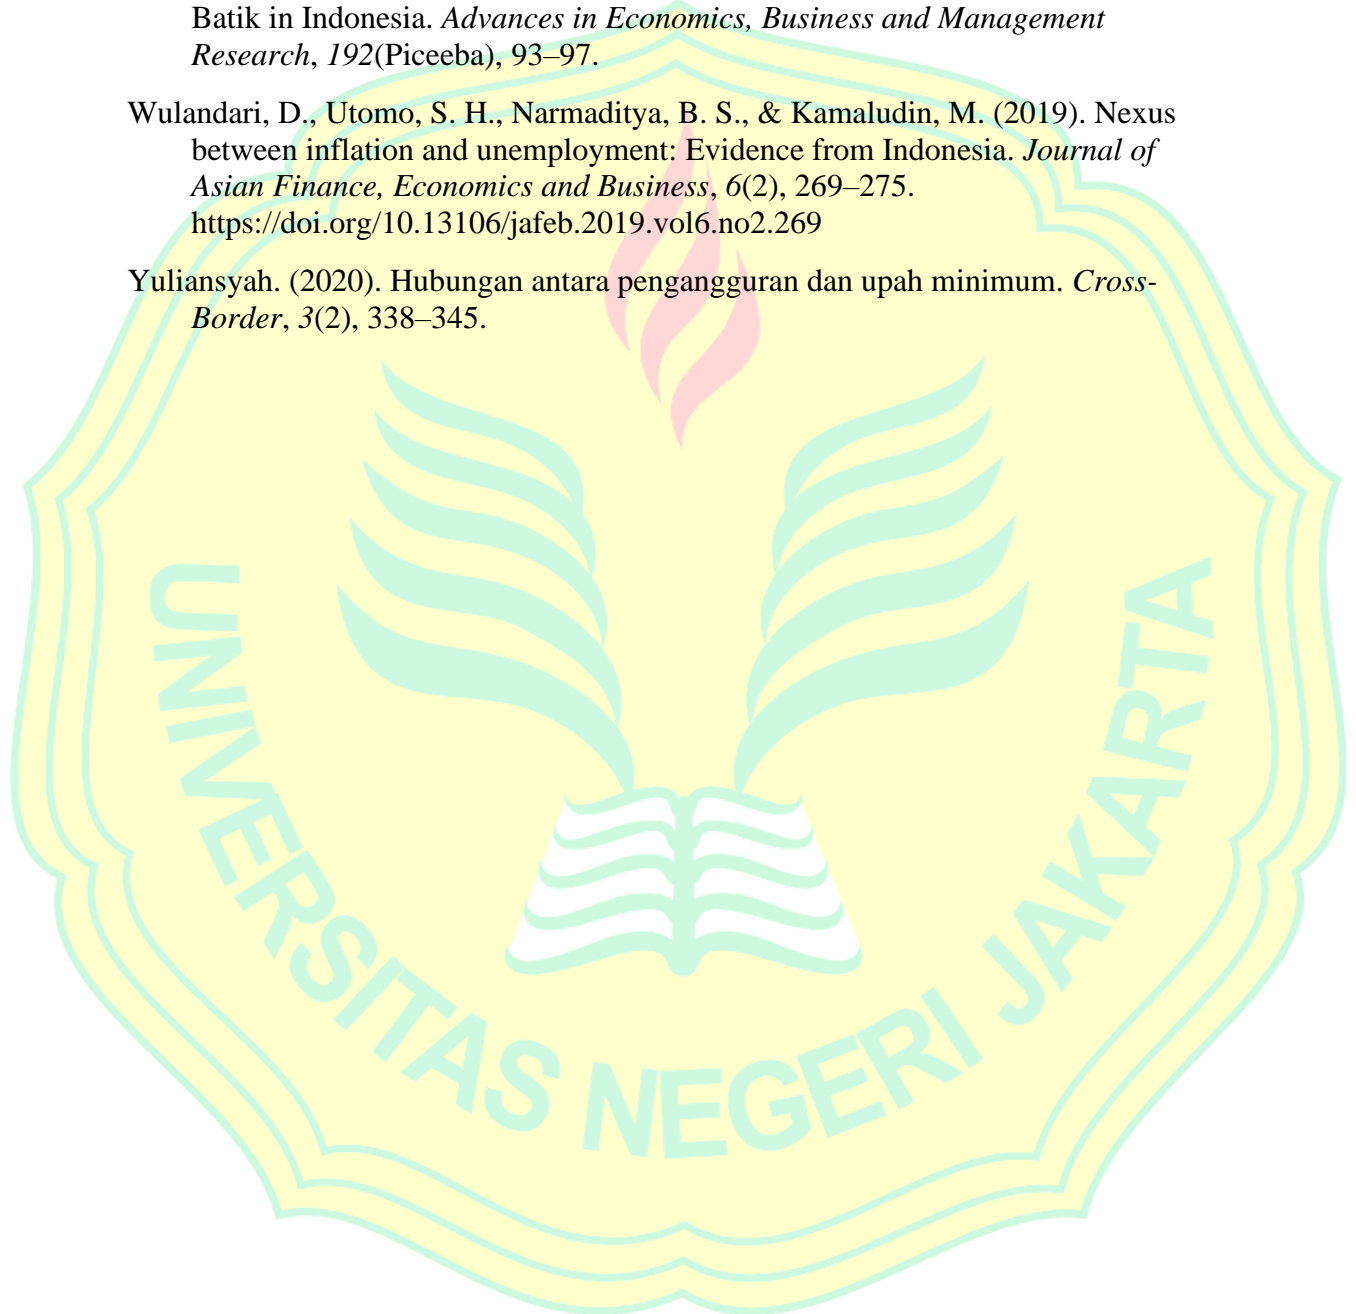 Batik in Indonesia. Advances in Economics, Business and Management
Research, 192(Piceeba), 93–97.
Wulandari, D., Utomo, S. H., Narmaditya, B. S., & Kamaludin, M. (2019). Nexus
between inflation and unemployment: Evidence from Indonesia. Journal of
Asian Finance, Economics and Business, 6(2), 269–275.
https://doi.org/10.13106/jafeb.2019.vol6.no2.269
Yuliansyah. (2020). Hubungan antara pengangguran dan upah minimum. Cross-
Border, 3(2), 338–345.
UNIVERSITAS NEGERI JAKARTA